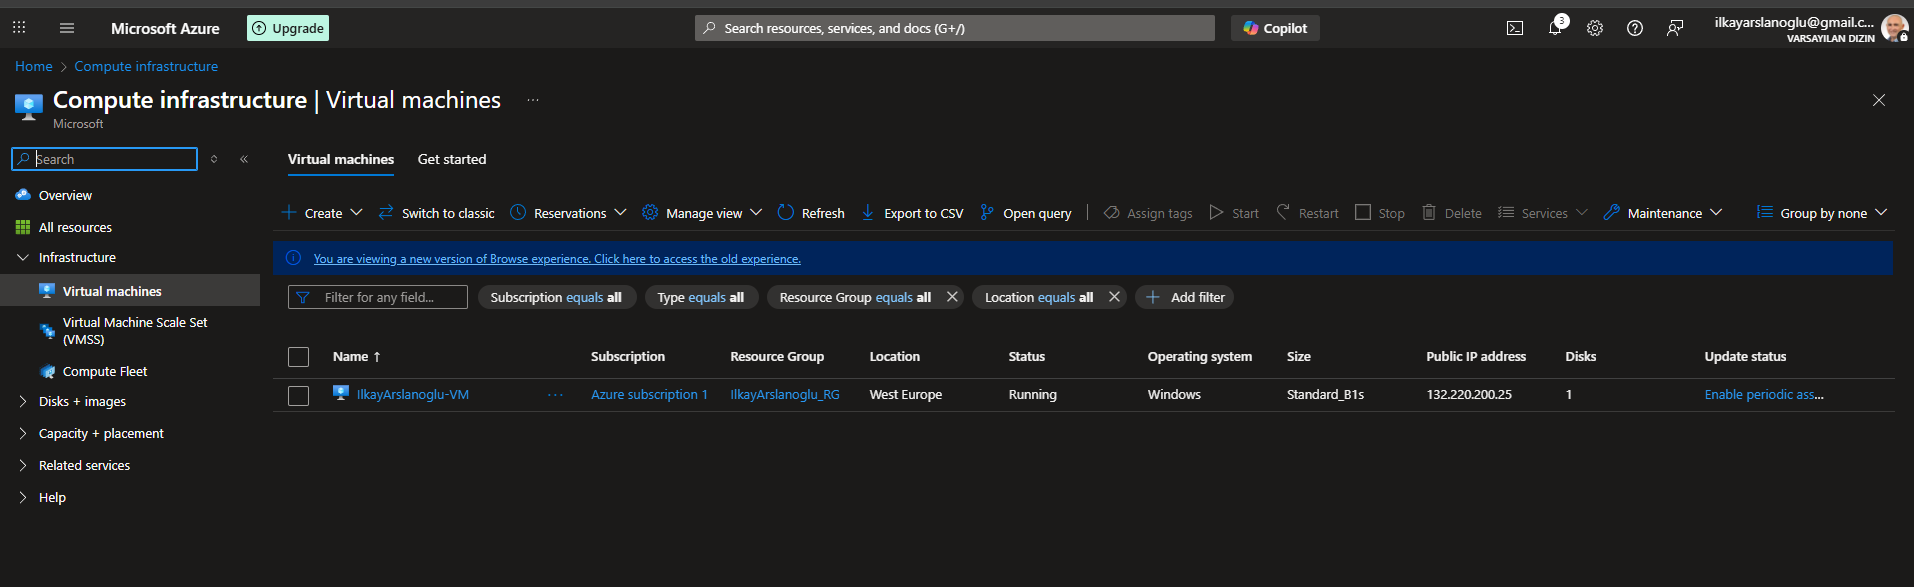 Microsoft Azure
Upgrade
Search resources, services, and docs (G+/)
Copilot
3
ilkayarslanoglu@gmail.c...
VARSAYILAN DIZIN
Home > Compute infrastructure
Compute infrastructure | Virtual machines ...
Microsoft
Search
Virtual machines Get started
Overview
All resources
Infrastructure
Virtual machines
Virtual Machine Scale Set
(VMSS)
Compute Fleet
Disks + images
Capacity + placement
Related services
Help
Create Switch to classic Reservations Manage view Refresh Export to CSV Open query Assign tags Start Restart Stop Delete Services Maintenance Group by none
You are viewing a new version of Browse experience. Click here to access the old experience.
Filter for any field... Subscription equals all Type equals all Resource Group equals all Location equals all Add filter
Name ↑ Subscription Resource Group Location Status Operating system Size Public IP address Disks Update status
IlkayArslanoglu-VM ... Azure subscription 1 IlkayArslanoglu_RG West Europe Running Windows Standard_B1s 132.220.200.25 1 Enable periodic ass...